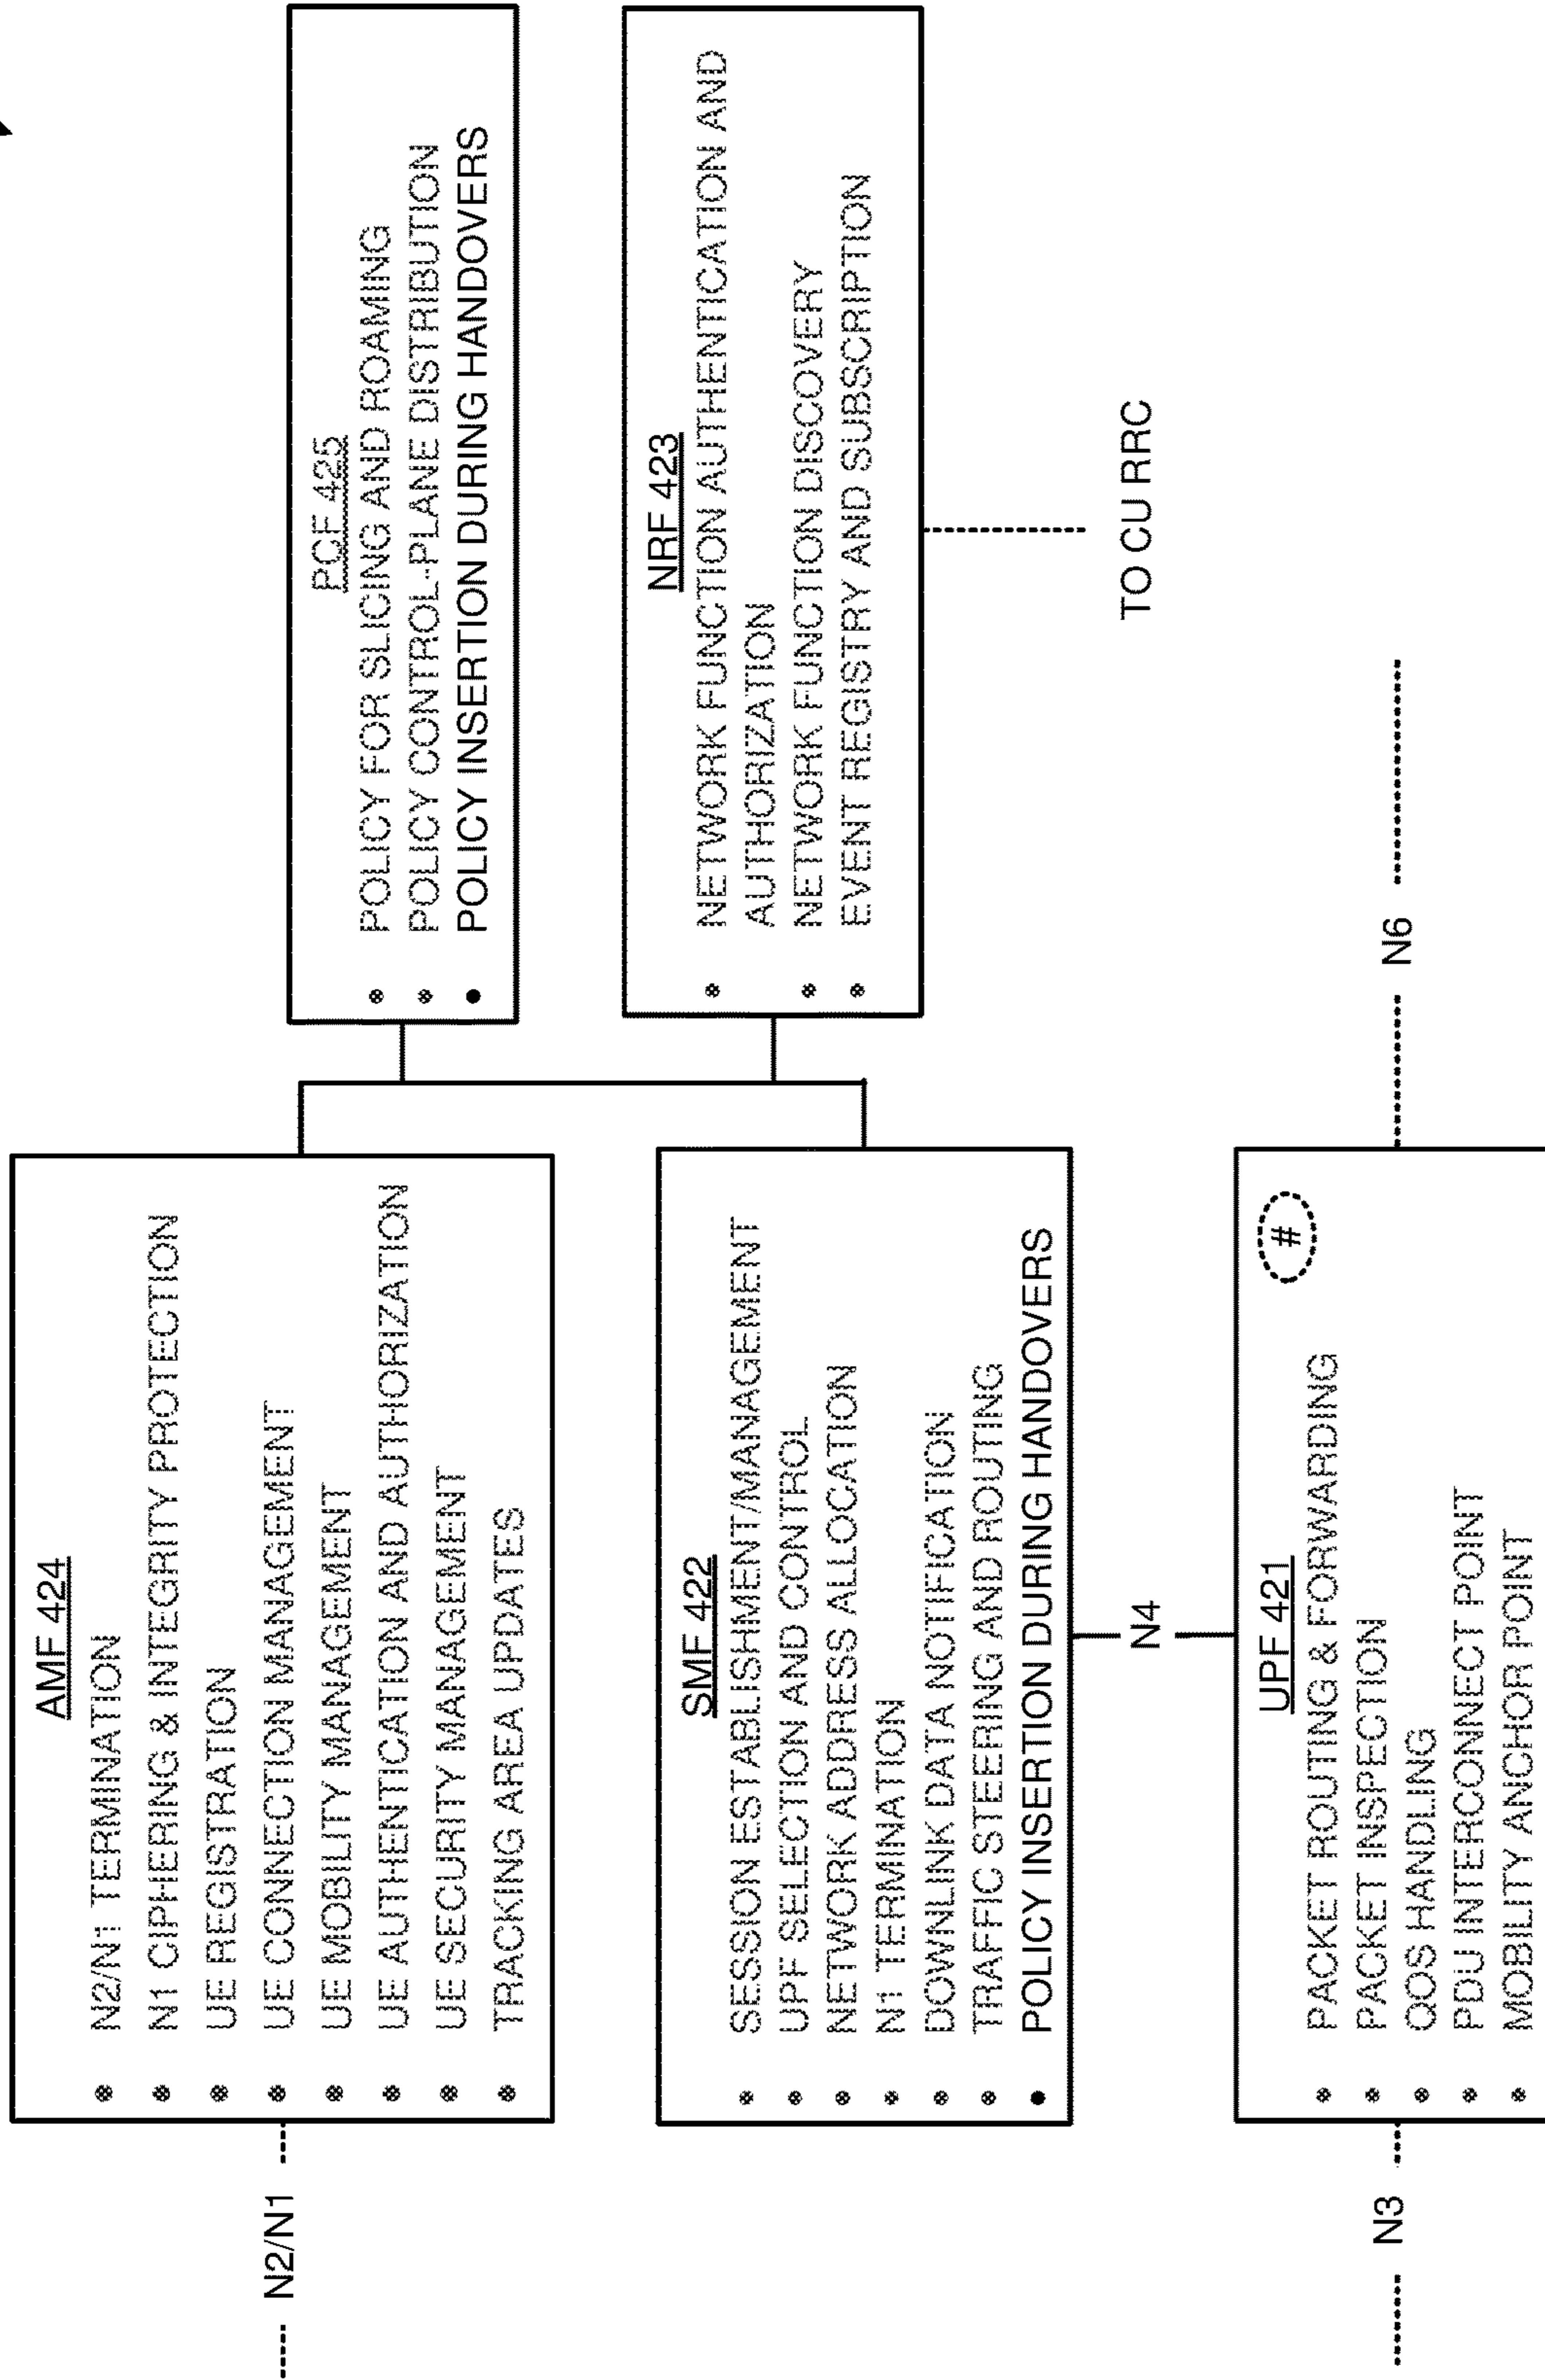 AMF 424
N2/N1 TERMINATION
N1 CIPHERING & INTEGRITY PROTECTION
UE REGISTRATION
UE CONNECTION MANAGEMENT
UE MOBILITY MANAGEMENT
UE AUTHENTICATION AND AUTHORIZATION
UE SECURITY MANAGEMENT
TRACKING AREA UPDATES
N2/N1
PCF 425
POLICY FOR SLICING AND ROAMING
POLICY CONTROL-PLANE DISTRIBUTION
POLICY INSERTION DURING HANDOVERS
SMF 422
SESSION ESTABLISHMENT/MANAGEMENT
UPF SELECTION AND CONTROL
NETWORK ADDRESS ALLOCATION
N1 TERMINATION
DOWNLINK DATA NOTIFICATION
TRAFFIC STEERING AND ROUTING
POLICY INSERTION DURING HANDOVERS
NRF 423
NETWORK FUNCTION AUTHENTICATION AND
AUTHORIZATION
NETWORK FUNCTION DISCOVERY
EVENT REGISTRY AND SUBSCRIPTION
TO CU RRC
N4
UPF 421
#
PACKET ROUTING & FORWARDING
PACKET INSPECTION
QOS HANDLING
PDU INTERCONNECT POINT
MOBILITY ANCHOR POINT
N3
N6